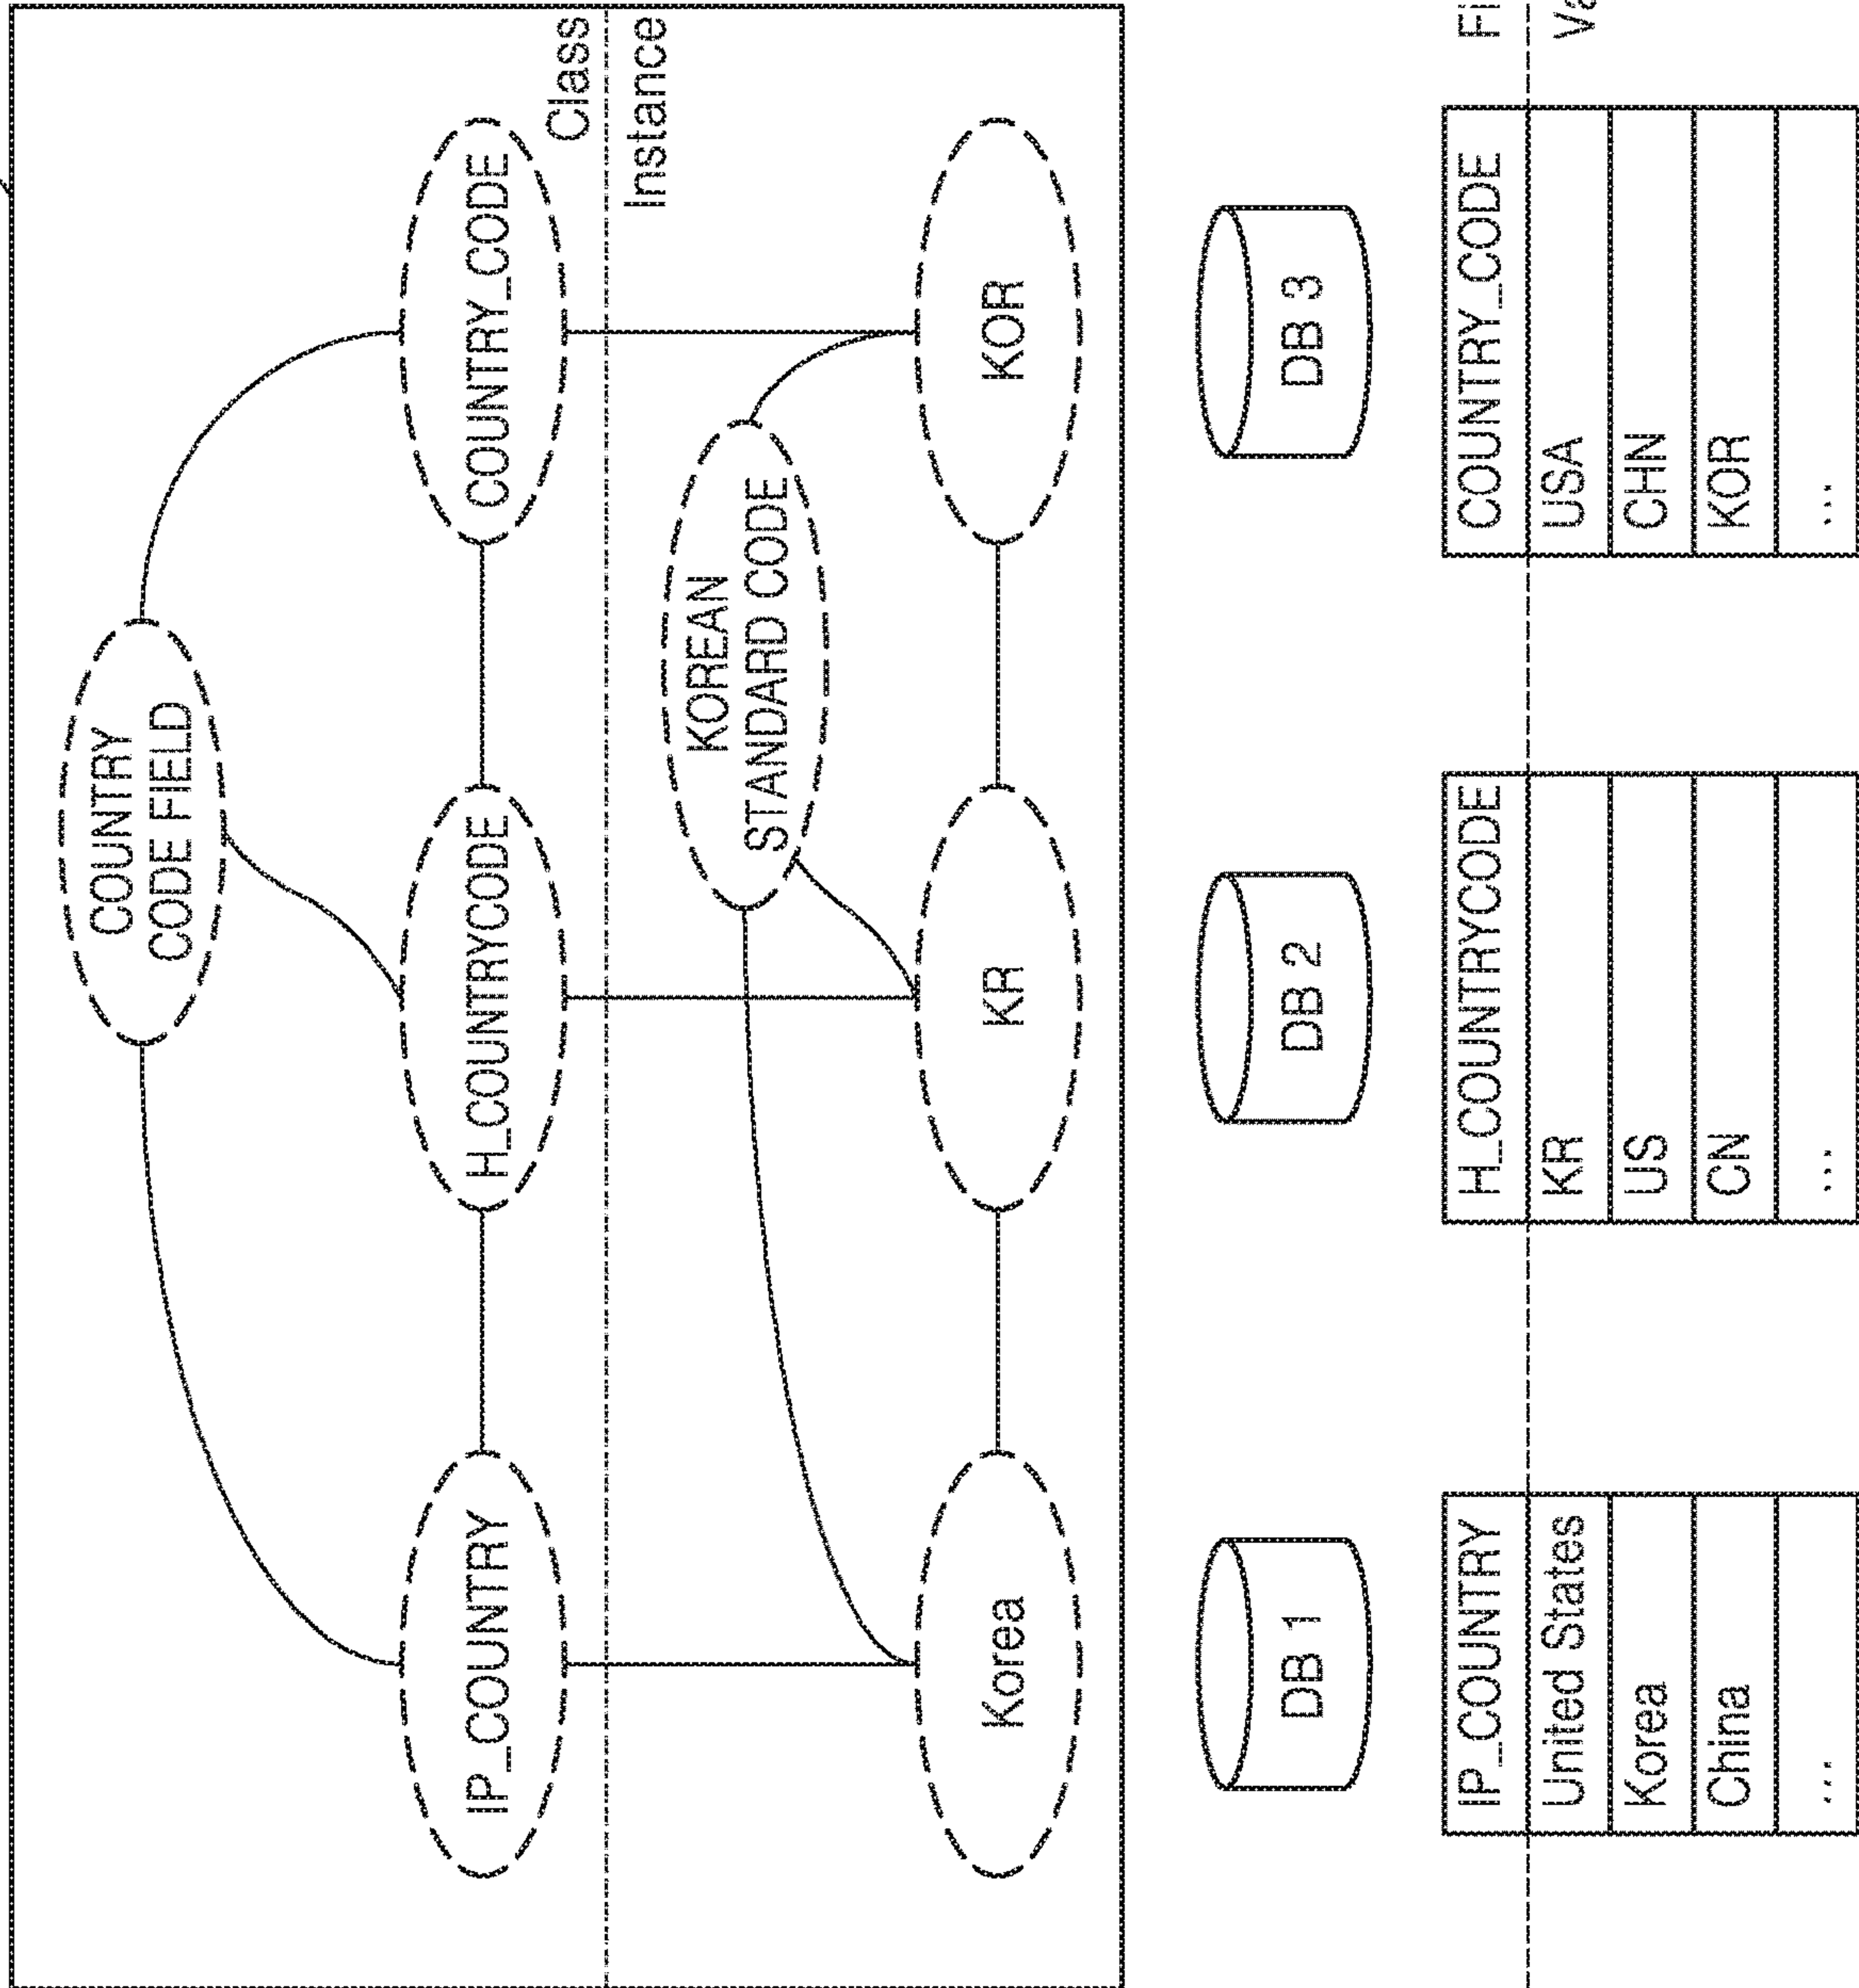 COUNTRY
CODE FIELD
IP_COUNTRY
H_COUNTRYCODE
COUNTRY_CODE
Class
Instance
KOREAN
STANDARD CODE
Korea
KR
KOR
DB 1
DB 2
DB 3
IP_COUNTRY
United States
Korea
China
...
H_COUNTRYCODE
KR
US
CN
...
COUNTRY_CODE
USA
CHN
KOR
...